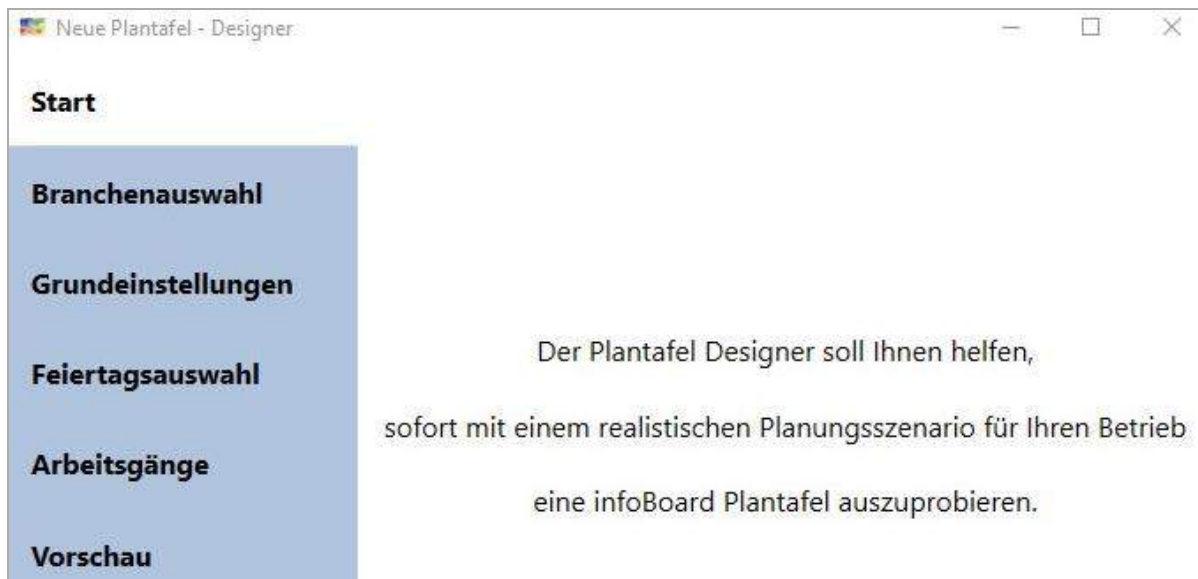 Neue Plantafel - Designer
Start
Branchenauswahl
Grundeinstellungen
Feiertagsauswahl
Arbeitsgänge
Vorschau
Der Plantafel Designer soll Ihnen helfen,
sofort mit einem realistischen Planungsszenario für Ihren Betrieb
eine infoBoard Plantafel auszuprobieren.